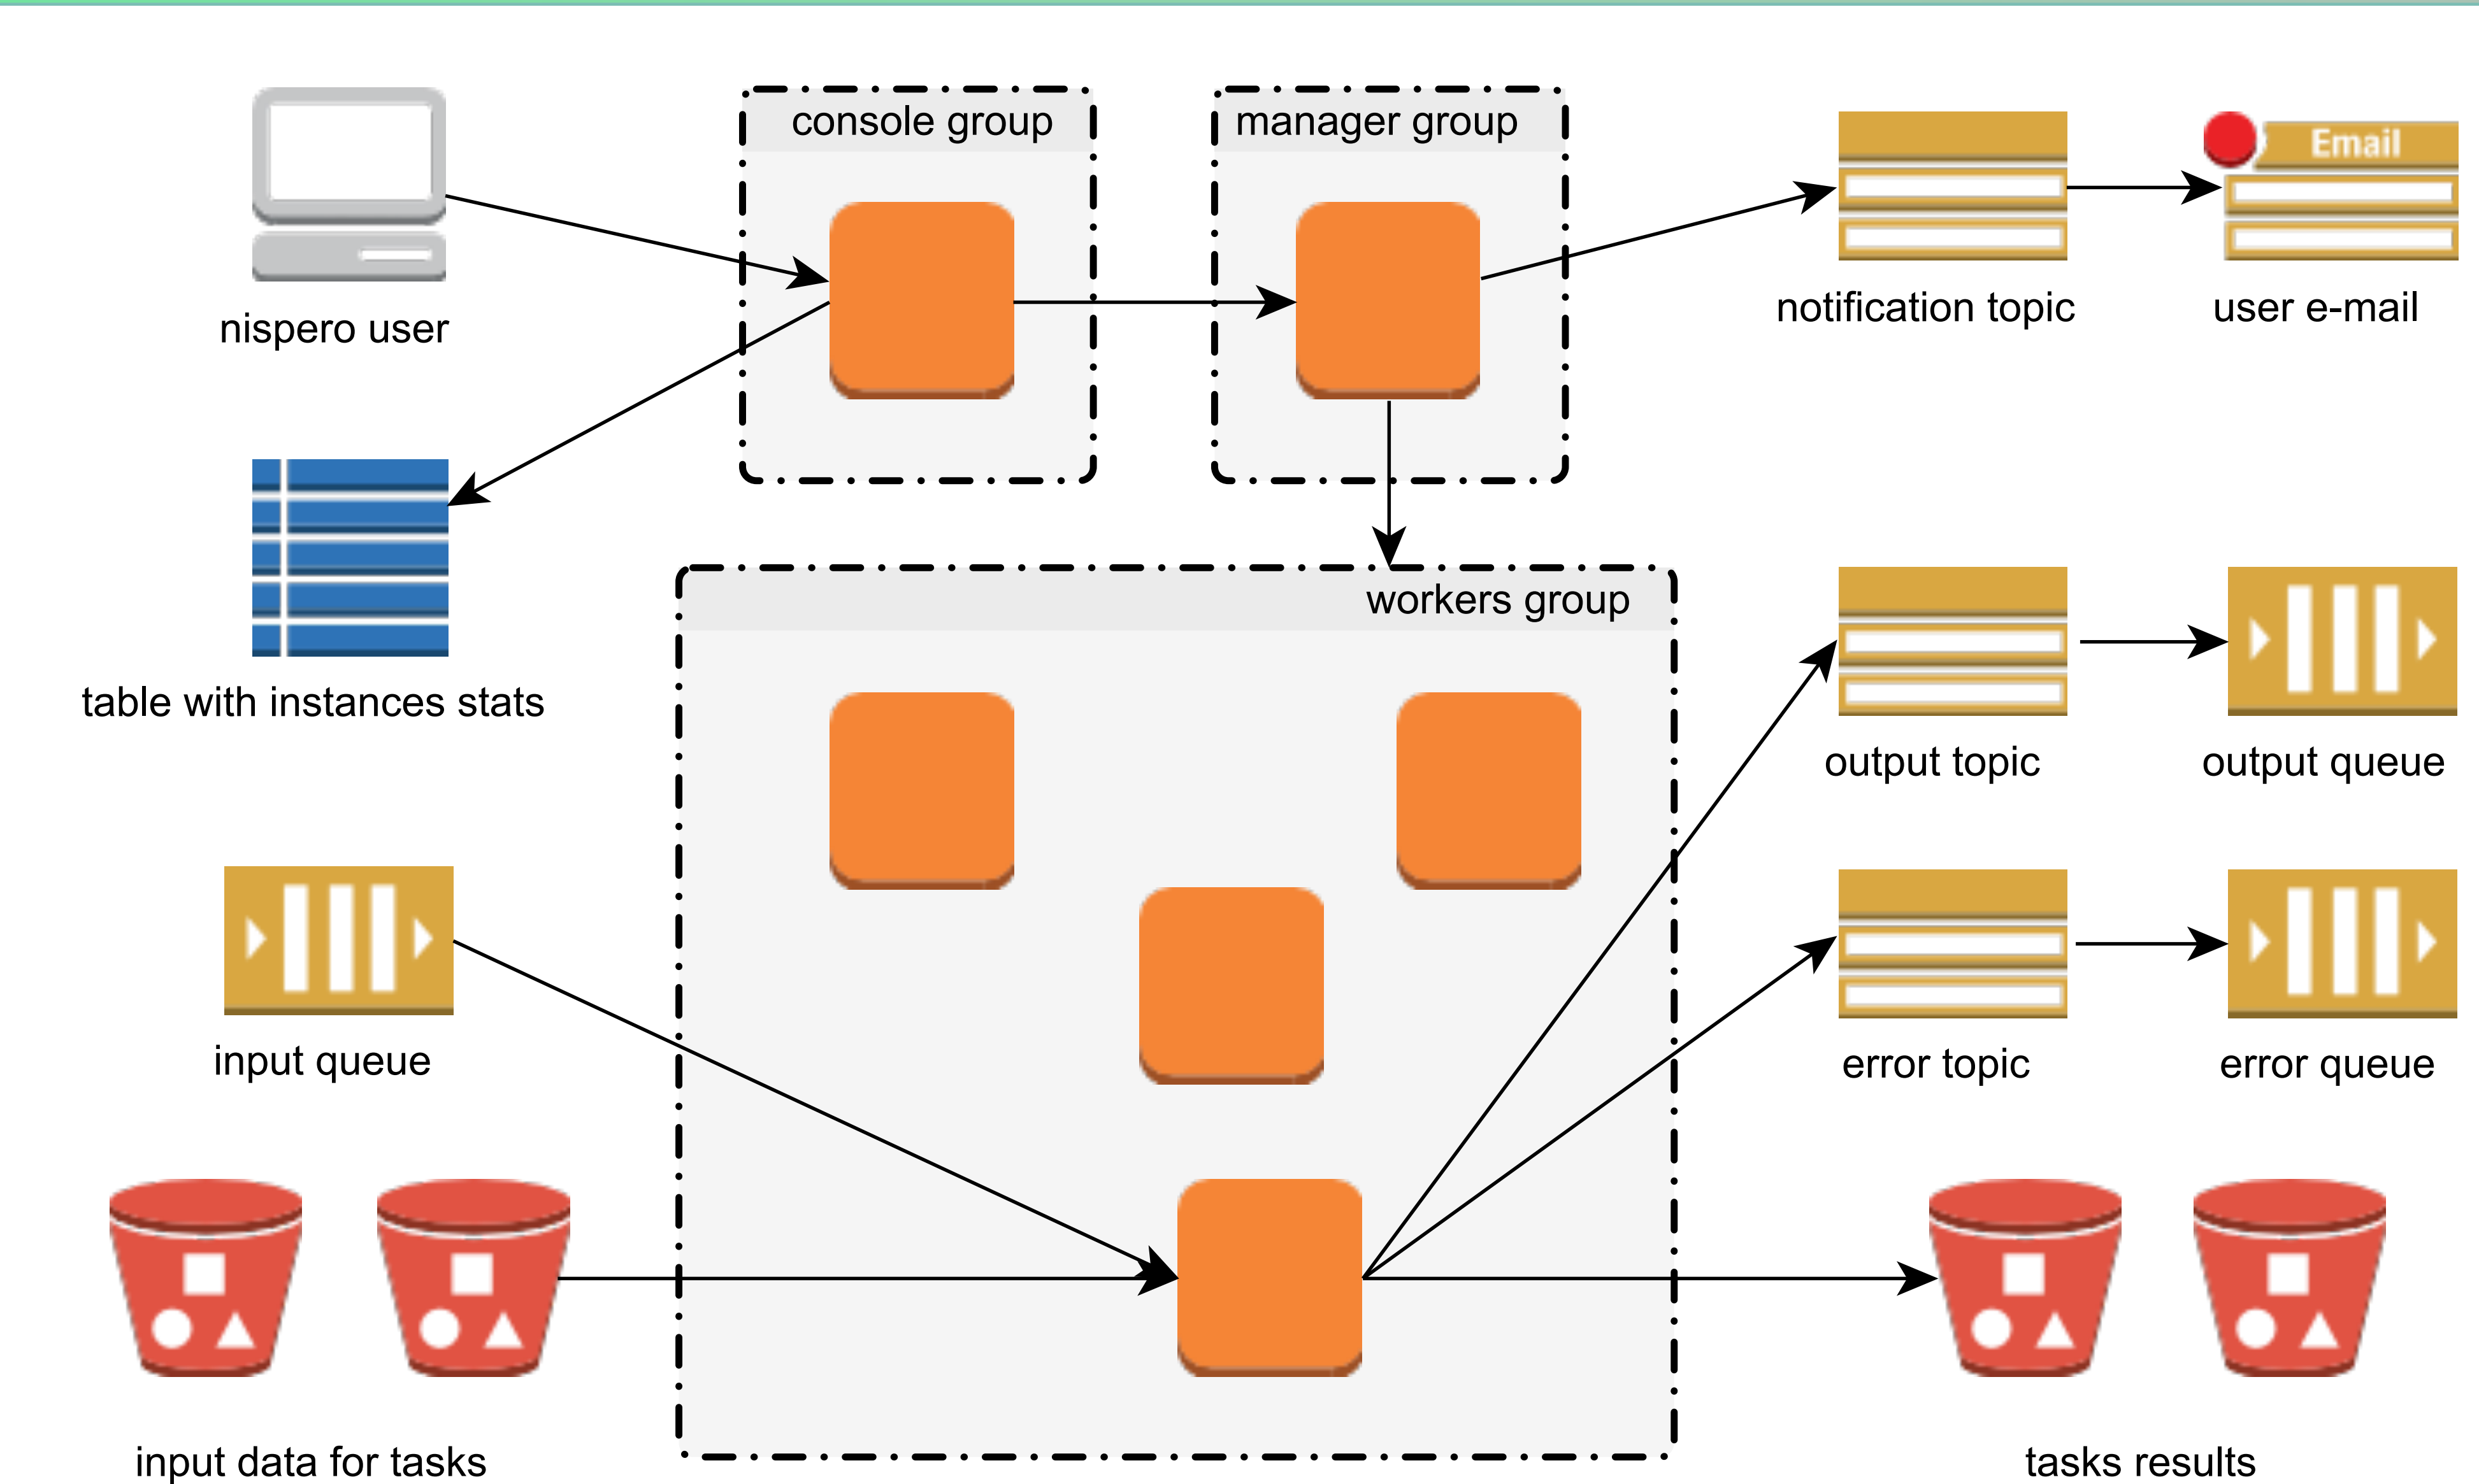 console group
manager group
Email
nispero user
notification topic
user e-mail
workers group
table with instances stats
output topic
output queue
input queue
error topic
error queue
input data for tasks
tasks results